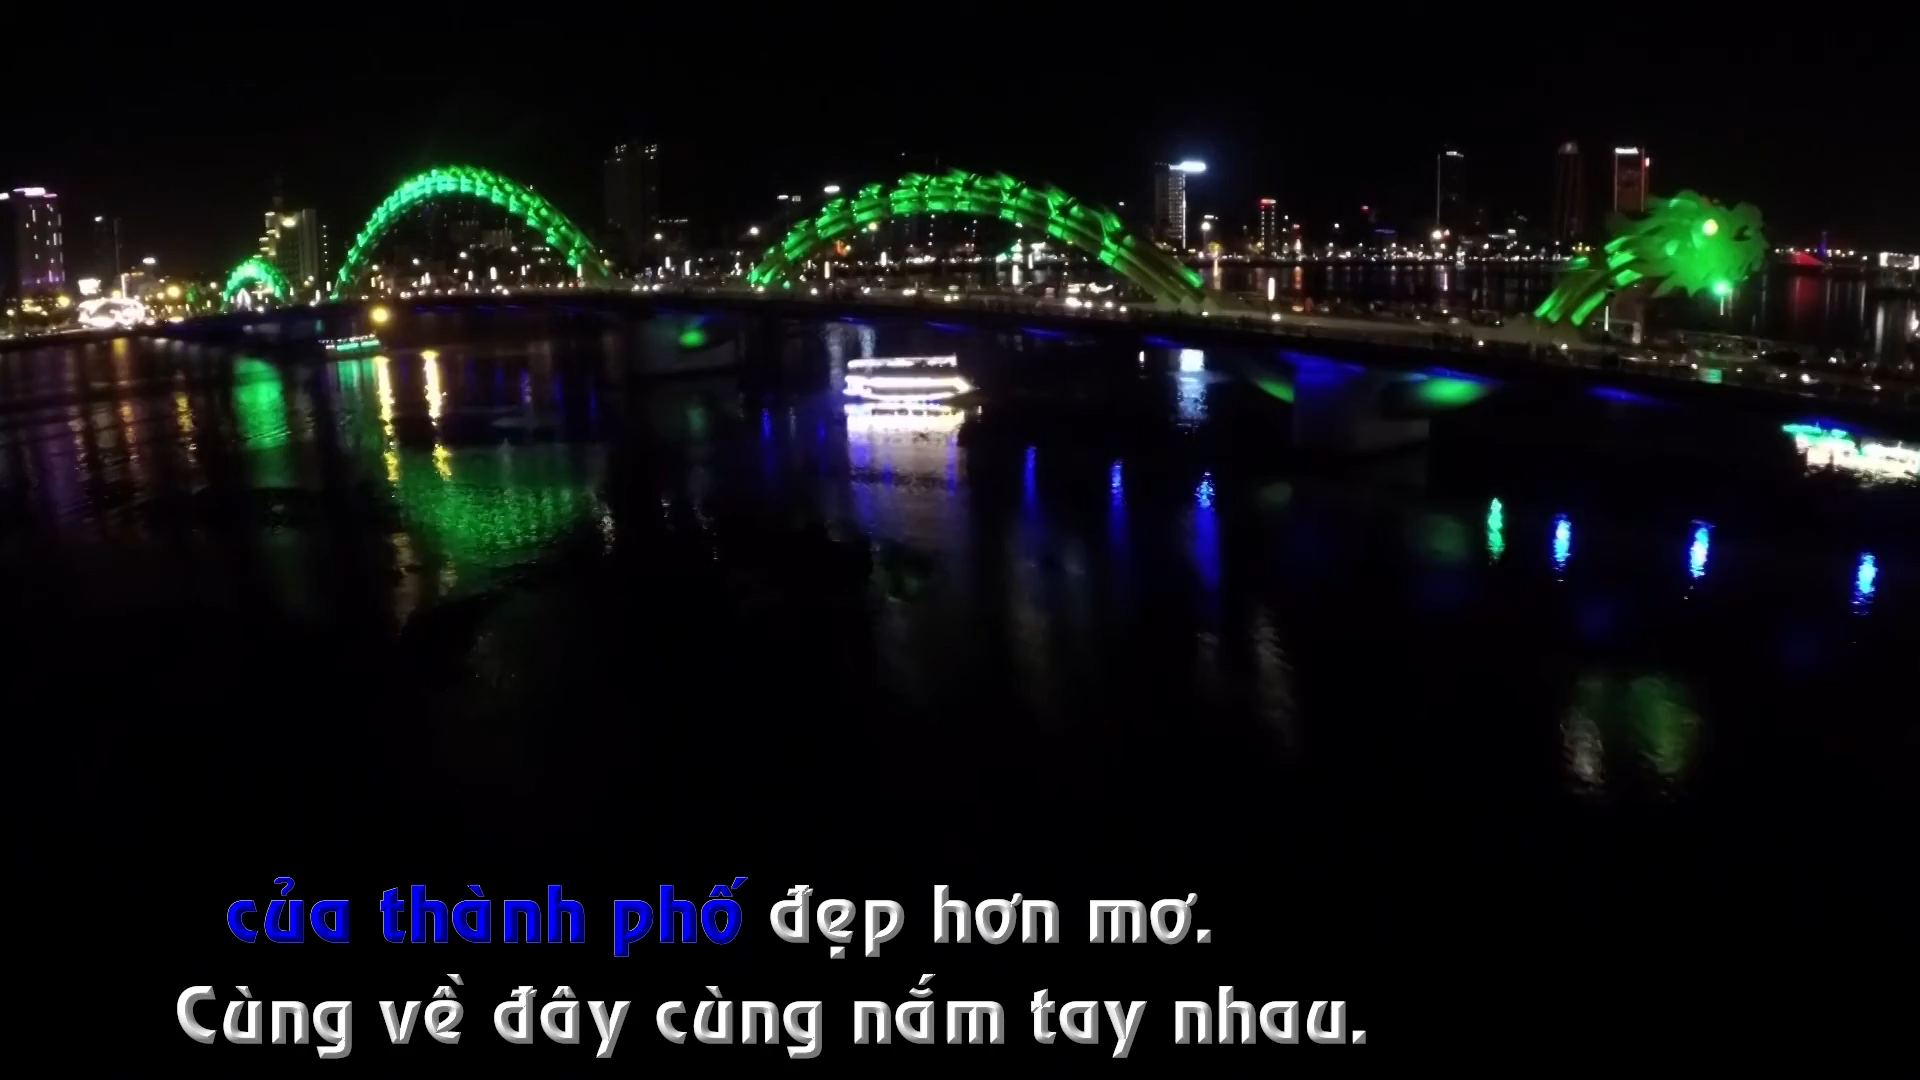 của thành phố đẹp hơn mơ.
Cùng về đây cùng nắm tay nhau.